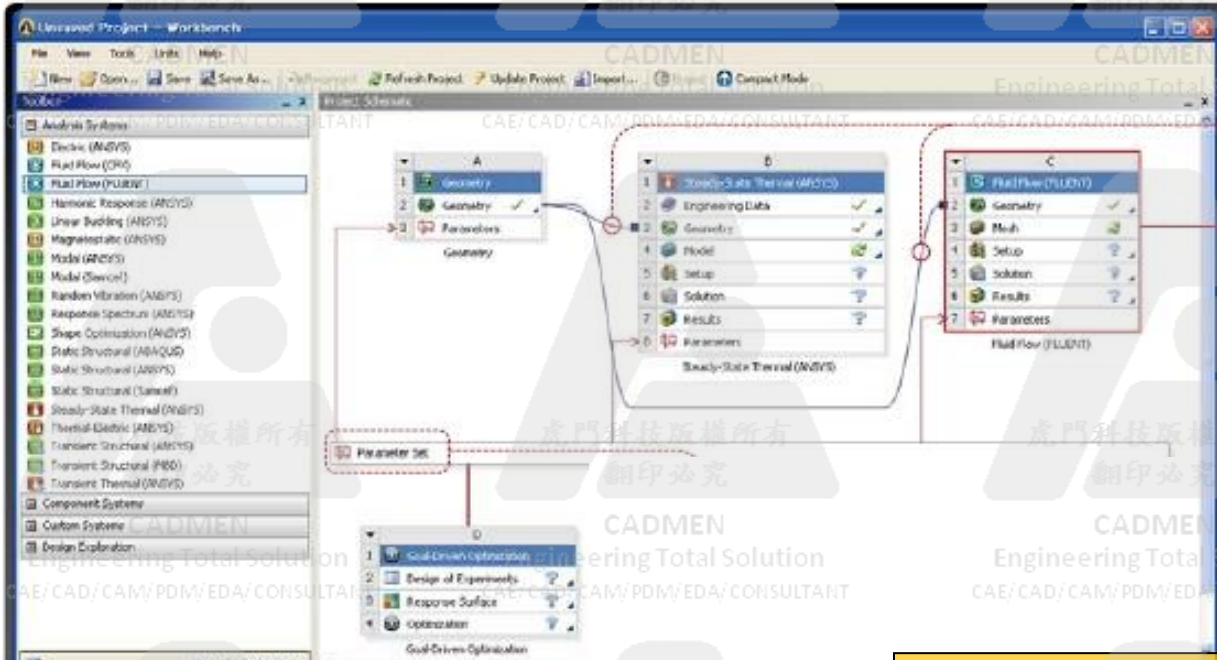 Unsaved Project - Workbench
File View Tools Units Help
New Open... Save Save As... Refresh Project Update Project Import... Compact Mode
Toolbox
Project Schematic
Analysis Systems
Electric (ANSYS)
Fluid Flow (CFX)
Fluid Flow (FLUENT)
Harmonic Response (ANSYS)
Linear Buckling (ANSYS)
Magnetostatic (ANSYS)
Modal (ANSYS)
Modal (Samcef)
Random Vibration (ANSYS)
Response Spectrum (ANSYS)
Shape Optimization (ANSYS)
Static Structural (ABAQUS)
Static Structural (ANSYS)
Static Structural (Samcef)
Steady-State Thermal (ANSYS)
Thermal-Electric (ANSYS)
Transient Structural (ANSYS)
Transient Structural (MBD)
Transient Thermal (ANSYS)
Component Systems
Custom Systems
Design Exploration
A
1 Geometry
2 Geometry
3 Parameters
Geometry
B
1 Steady-State Thermal (ANSYS)
2 Engineering Data
3 Geometry
4 Model
5 Setup
6 Solution
7 Results
8 Parameters
Steady-State Thermal (ANSYS)
C
1 Fluid Flow (FLUENT)
2 Geometry
3 Mesh
4 Setup
5 Solution
6 Results
7 Parameters
Fluid Flow (FLUENT)
Parameter Set
D
1 Goal-Driven Optimization
2 Design of Experiments
3 Response Surface
4 Optimization
Goal-Driven Optimization
CADMEN
Engineering Total Solution
CAE/CAD/CAM/PDM/EDA/CONSULTANT
虎門科技版權所有
翻印必究